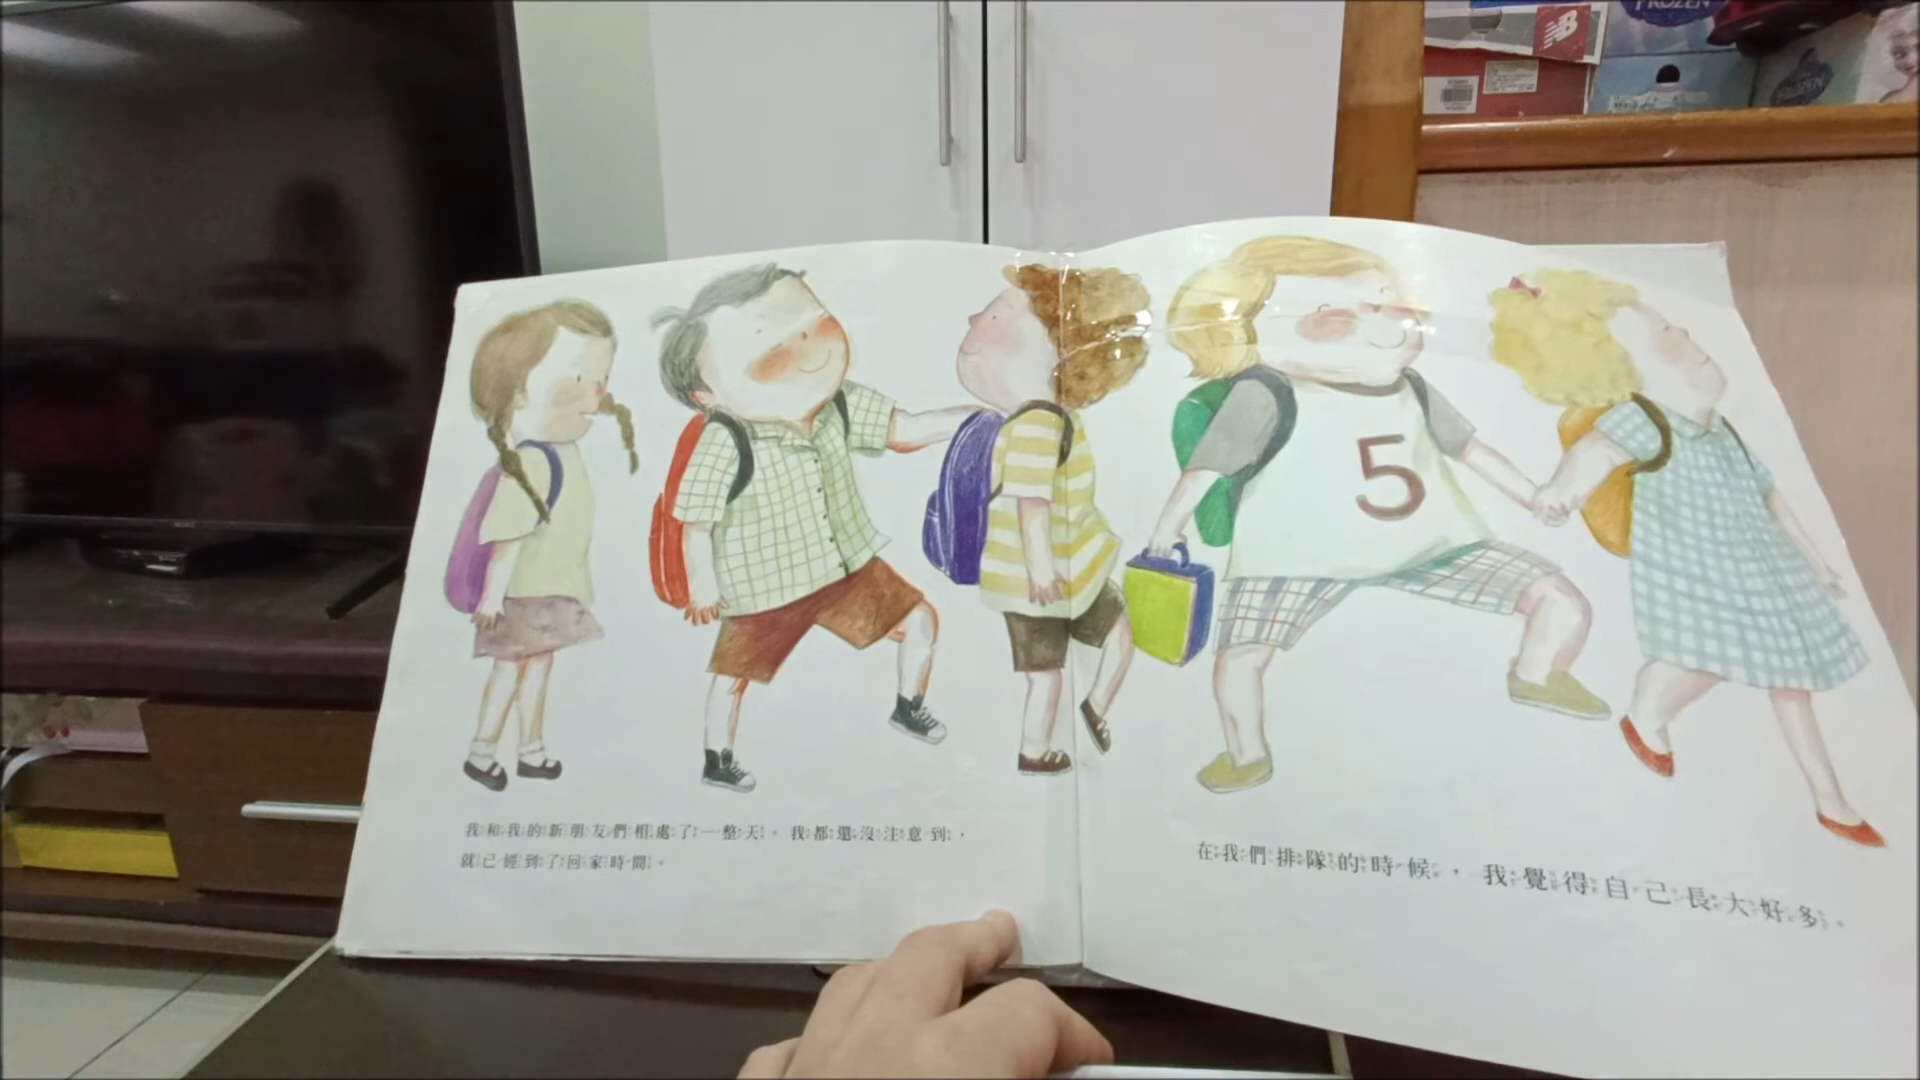 FROZEN
FROZEN
5
我和我的新朋友們相處了一整天。我都還沒注意到，
就已經到了回家時間。
在我們排隊的時候，我覺得自己長大好多。